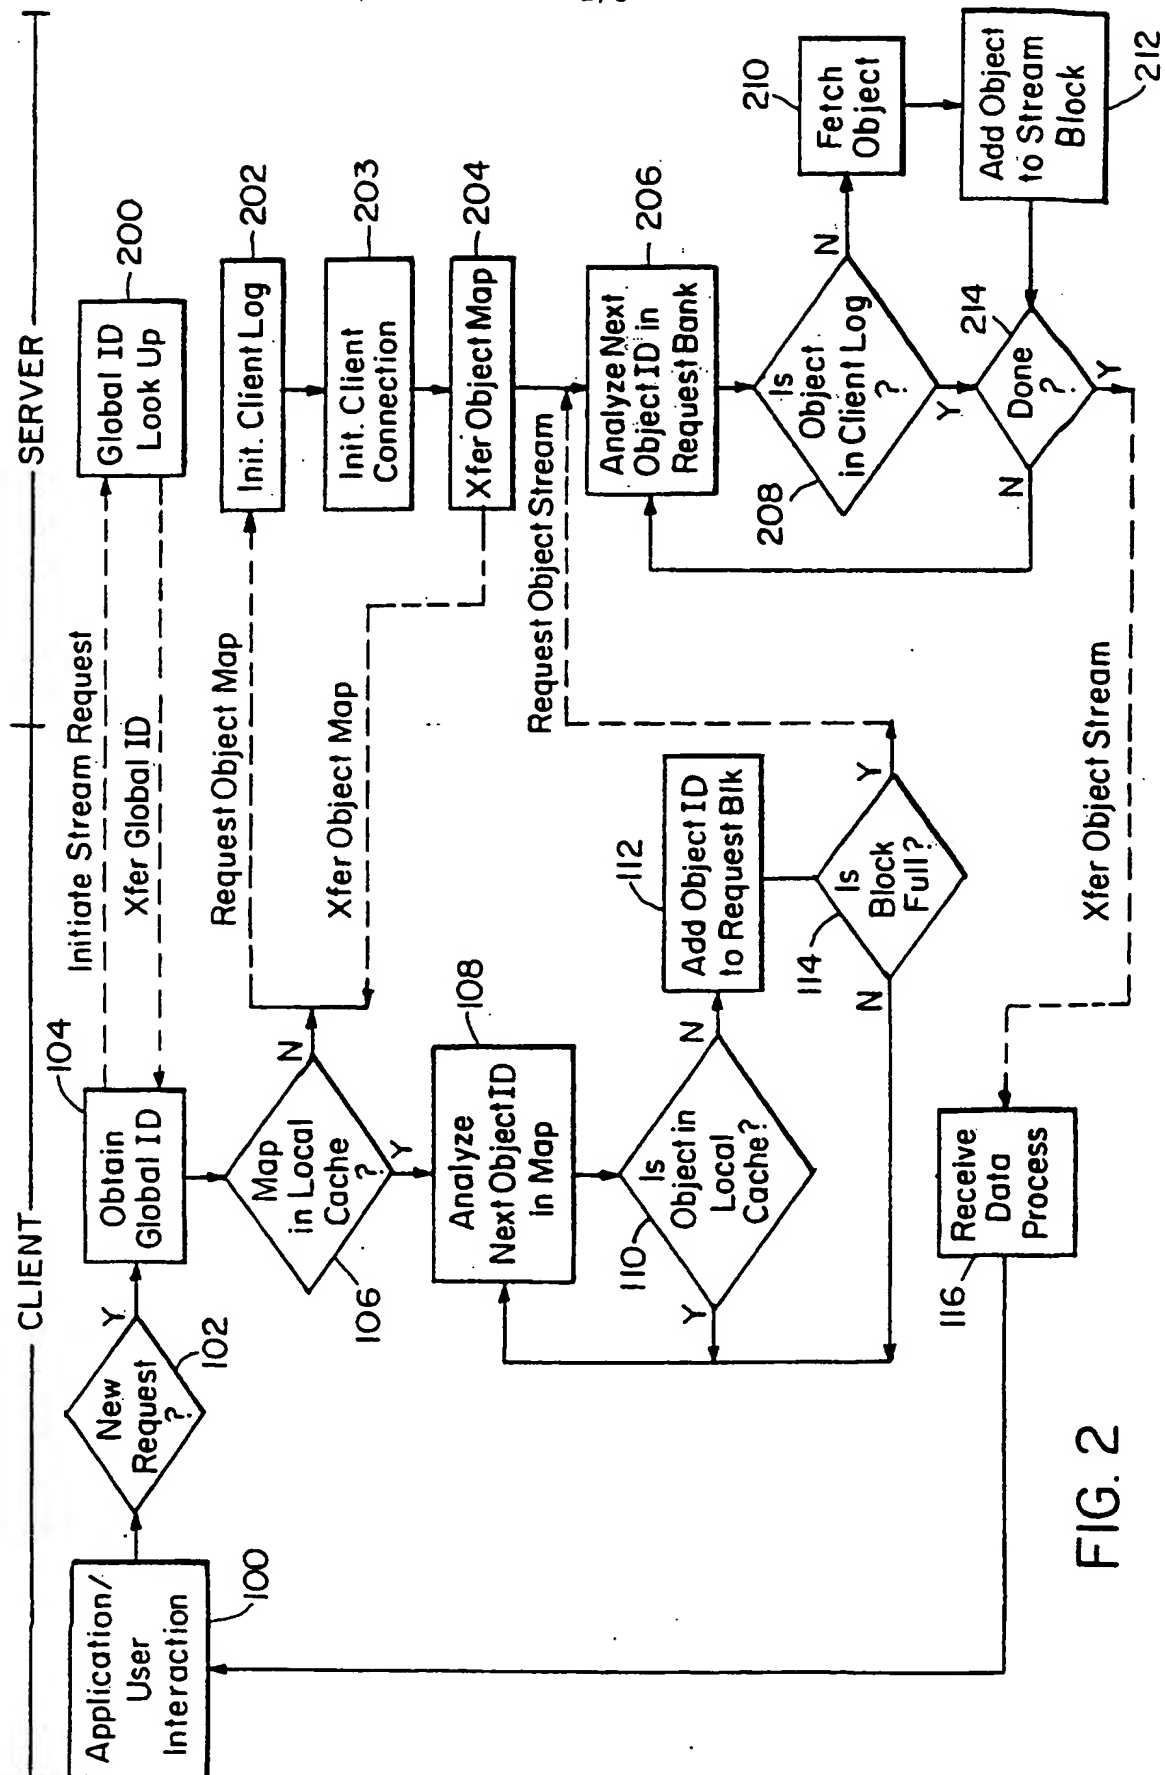 CLIENT
SERVER
Application/
User
Interaction
100
New
Request
?
102
Y
Obtain
Global ID
104
Initiate Stream Request
Xfer Global ID
Global ID
Look Up
200
Map
in Local
Cache
?
106
N
Y
Request Object Map
Xfer Object Map
Init. Client Log
202
Init. Client
Connection
203
Xfer Object Map
204
Analyze
Next Object ID
in Map
108
Is
Object in
Local
Cache?
110
Y
N
Add Object ID
to Request Blk
112
Is
Block
Full?
114
N
Y
Request Object Stream
Analyze Next
Object ID in
Request Bank
206
Is
Object
in Client Log
?
208
N
Y
Fetch
Object
210
Add Object
to Stream
Block
212
Done
?
214
N
Y
Xfer Object Stream
Receive
Data
Process
116
FIG. 2